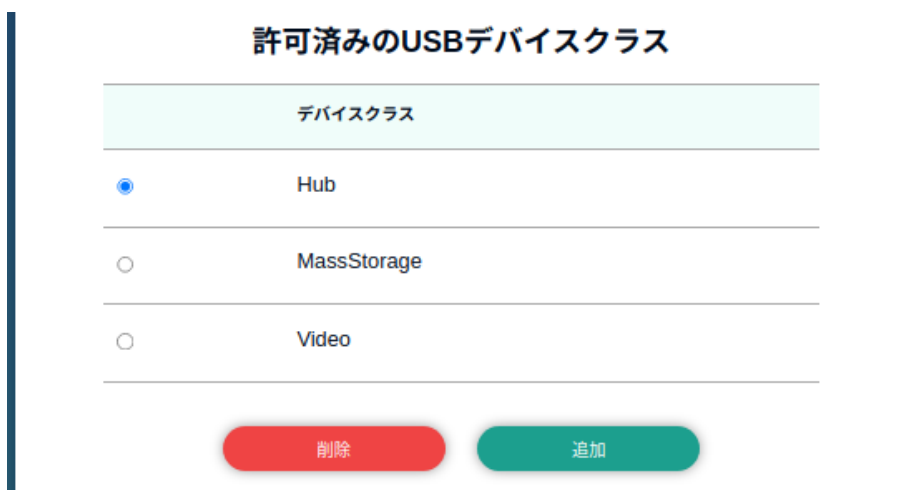 許可済みのUSBデバイスクラス
デバイスクラス
Hub
MassStorage
Video
削除 追加